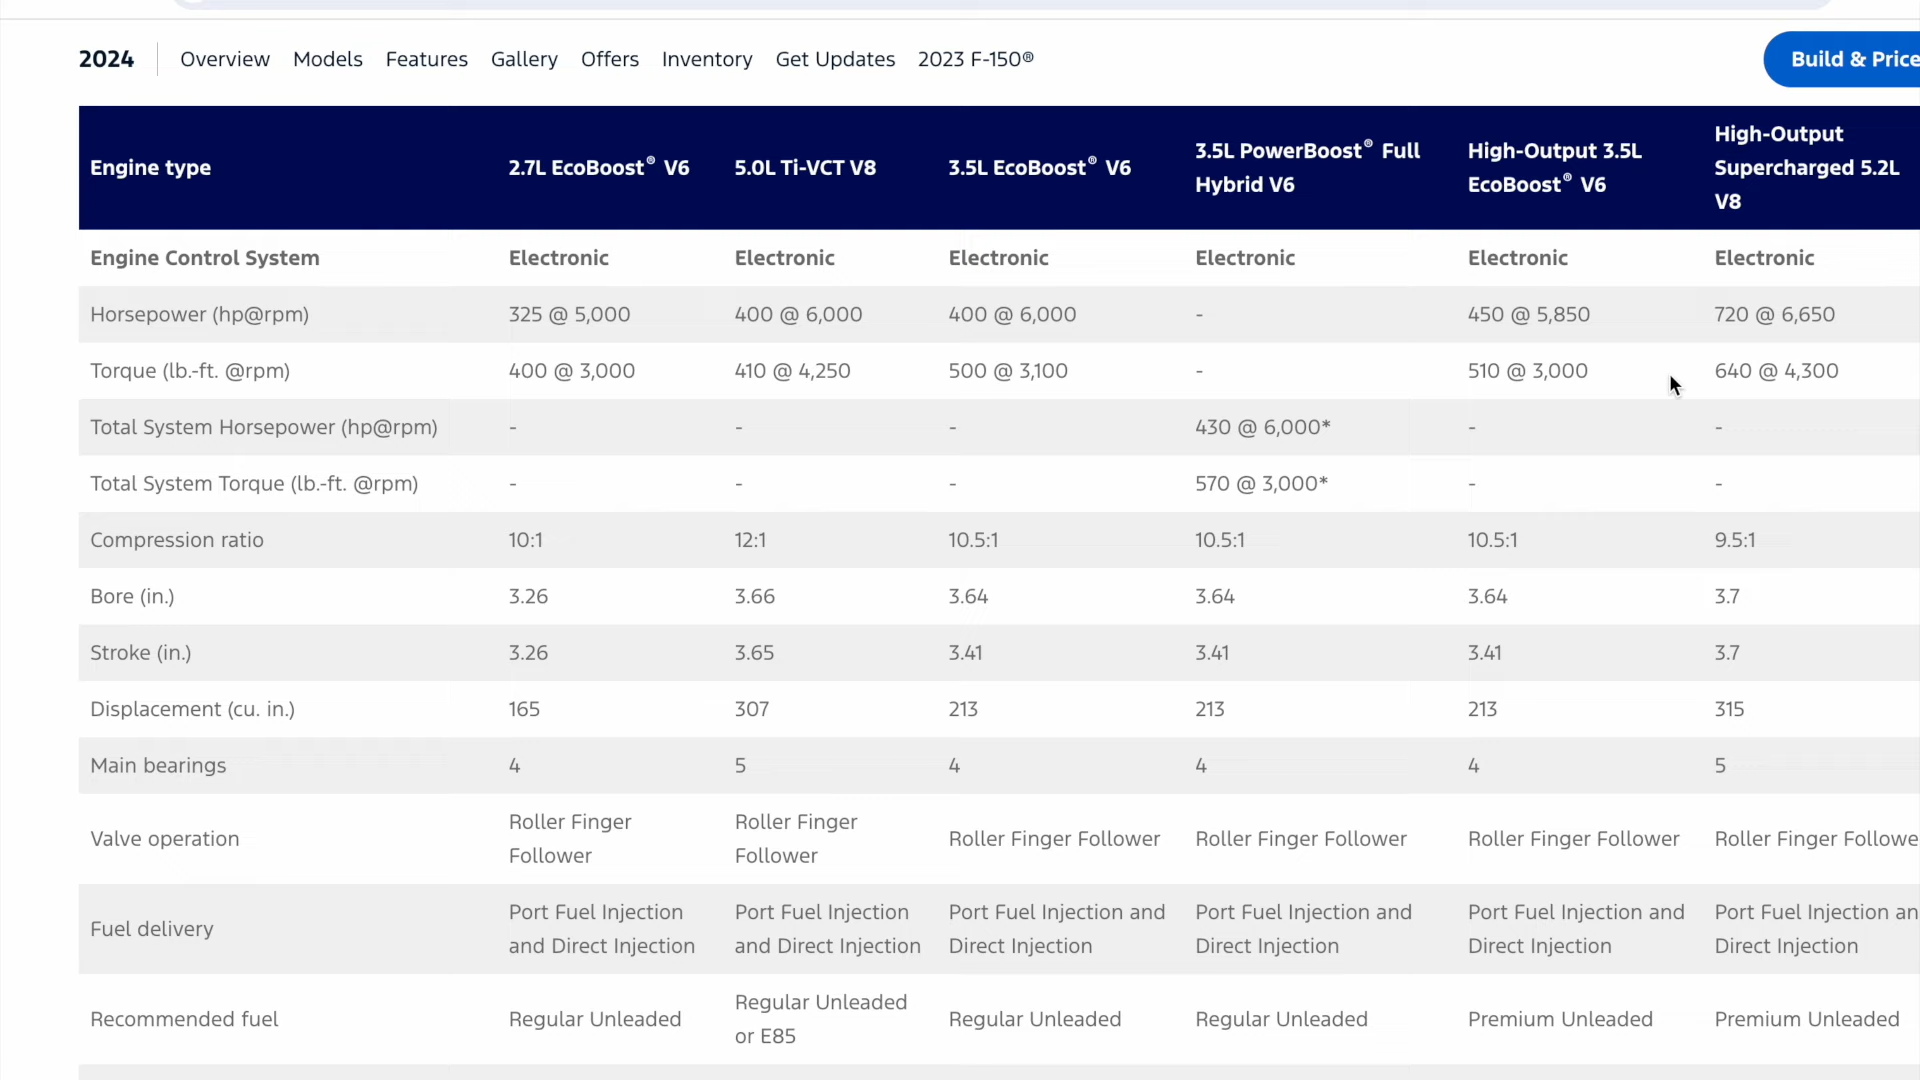 2024 Overview Models Features Gallery Offers Inventory Get Updates 2023 F-150® Build & Price
Engine type 2.7L EcoBoost® V6 5.0L Ti-VCT V8 3.5L EcoBoost® V6 3.5L PowerBoost® Full Hybrid V6 High-Output 3.5L EcoBoost® V6 High-Output Supercharged 5.2L V8
Engine Control System Electronic Electronic Electronic Electronic Electronic Electronic
Horsepower (hp@rpm) 325 @ 5,000 400 @ 6,000 400 @ 6,000 - 450 @ 5,850 720 @ 6,650
Torque (lb.-ft. @rpm) 400 @ 3,000 410 @ 4,250 500 @ 3,100 - 510 @ 3,000 640 @ 4,300
Total System Horsepower (hp@rpm) - - - 430 @ 6,000* - -
Total System Torque (lb.-ft. @rpm) - - - 570 @ 3,000* - -
Compression ratio 10:1 12:1 10.5:1 10.5:1 10.5:1 9.5:1
Bore (in.) 3.26 3.66 3.64 3.64 3.64 3.7
Stroke (in.) 3.26 3.65 3.41 3.41 3.41 3.7
Displacement (cu. in.) 165 307 213 213 213 315
Main bearings 4 5 4 4 4 5
Valve operation Roller Finger Follower Roller Finger Follower Roller Finger Follower Roller Finger Follower Roller Finger Follower Roller Finger Followe
Fuel delivery Port Fuel Injection and Direct Injection Port Fuel Injection and Direct Injection Port Fuel Injection and Direct Injection Port Fuel Injection and Direct Injection Port Fuel Injection and Direct Injection Port Fuel Injection an Direct Injection
Recommended fuel Regular Unleaded Regular Unleaded or E85 Regular Unleaded Regular Unleaded Premium Unleaded Premium Unleaded